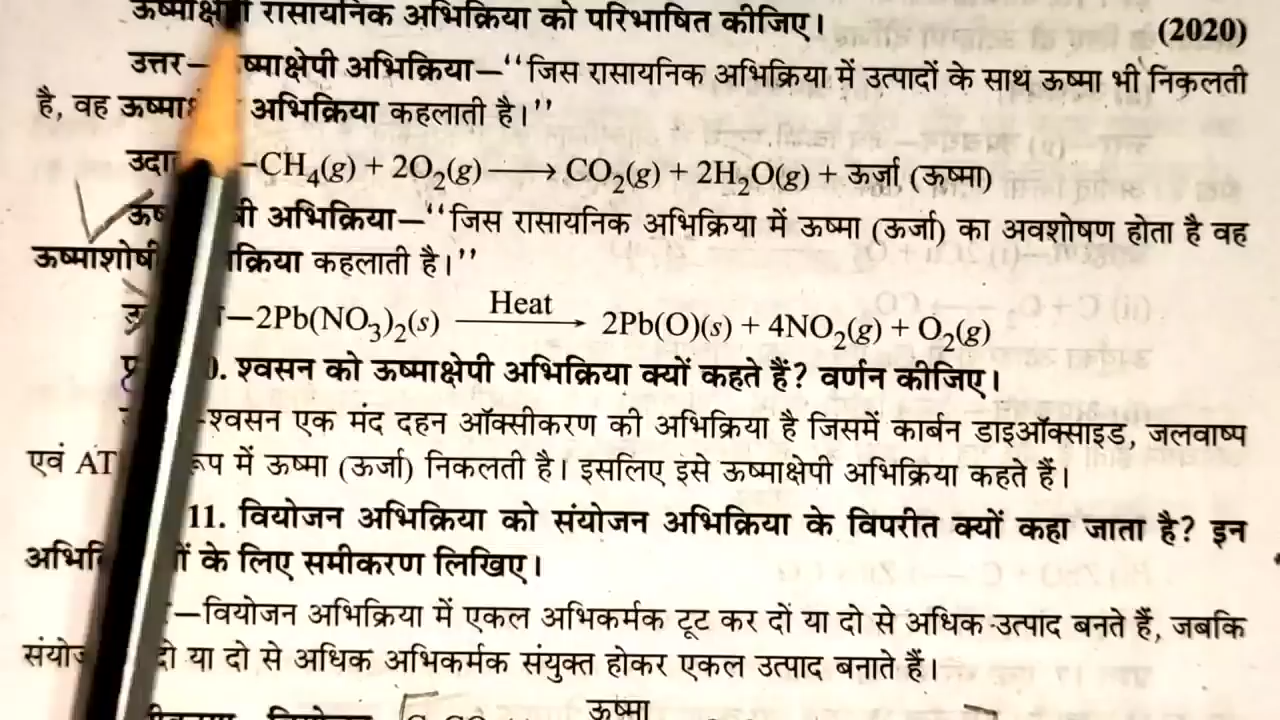 रासायनिक अभिक्रिया को परिभाषित कीजिए। (2020)
उत्तर— अभिक्रिया—‘‘जिस रासायनिक अभिक्रिया में उत्पादों के साथ ऊष्मा भी निकलती
है, वह अभिक्रिया कहलाती है।’’
—CH₄(g) + 2O₂(g) ⟶ CO₂(g) + 2H₂O(g) + ऊर्जा (ऊष्मा)
अभिक्रिया—‘‘जिस रासायनिक अभिक्रिया में ऊष्मा (ऊर्जा) का अवशोषण होता है वह
कहलाती है।’’
—2Pb(NO₃)₂(s) Heat⟶ 2Pb(O)(s) + 4NO₂(g) + O₂(g)
श्वसन को ऊष्माक्षेपी अभिक्रिया क्यों कहते हैं? वर्णन कीजिए।
—श्वसन एक मंद दहन ऑक्सीकरण की अभिक्रिया है जिसमें कार्बन डाइऑक्साइड, जलवाष्प
एवं में ऊष्मा (ऊर्जा) निकलती है। इसलिए इसे ऊष्माक्षेपी अभिक्रिया कहते हैं।
11. वियोजन अभिक्रिया को संयोजन अभिक्रिया के विपरीत क्यों कहा जाता है? इन
के लिए समीकरण लिखिए।
—वियोजन अभिक्रिया में एकल अभिकर्मक टूट कर दों या दो से अधिक उत्पाद बनते हैं, जबकि
दो या दो से अधिक अभिकर्मक संयुक्त होकर एकल उत्पाद बनाते हैं।
ऊष्मा